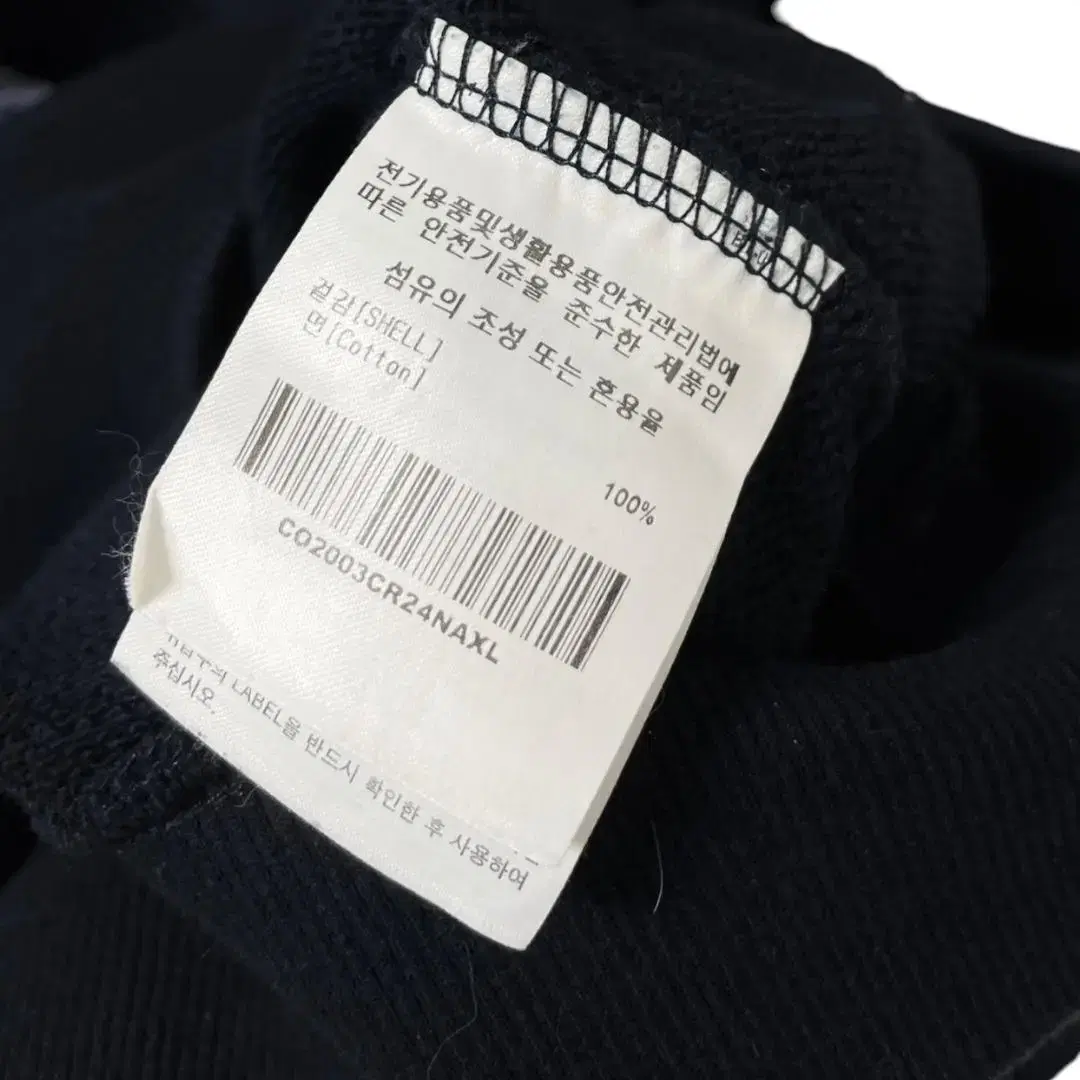 전기용품및생활용품안전관리법에
따른 안전기준을 준수한 제품임
섬유의 조성 또는 혼용율
겉감[SHELL]
면[Cotton]
100%
CO2003CR24NAXL
LABEL을 반드시 확인한 후 사용하여
주십시오.